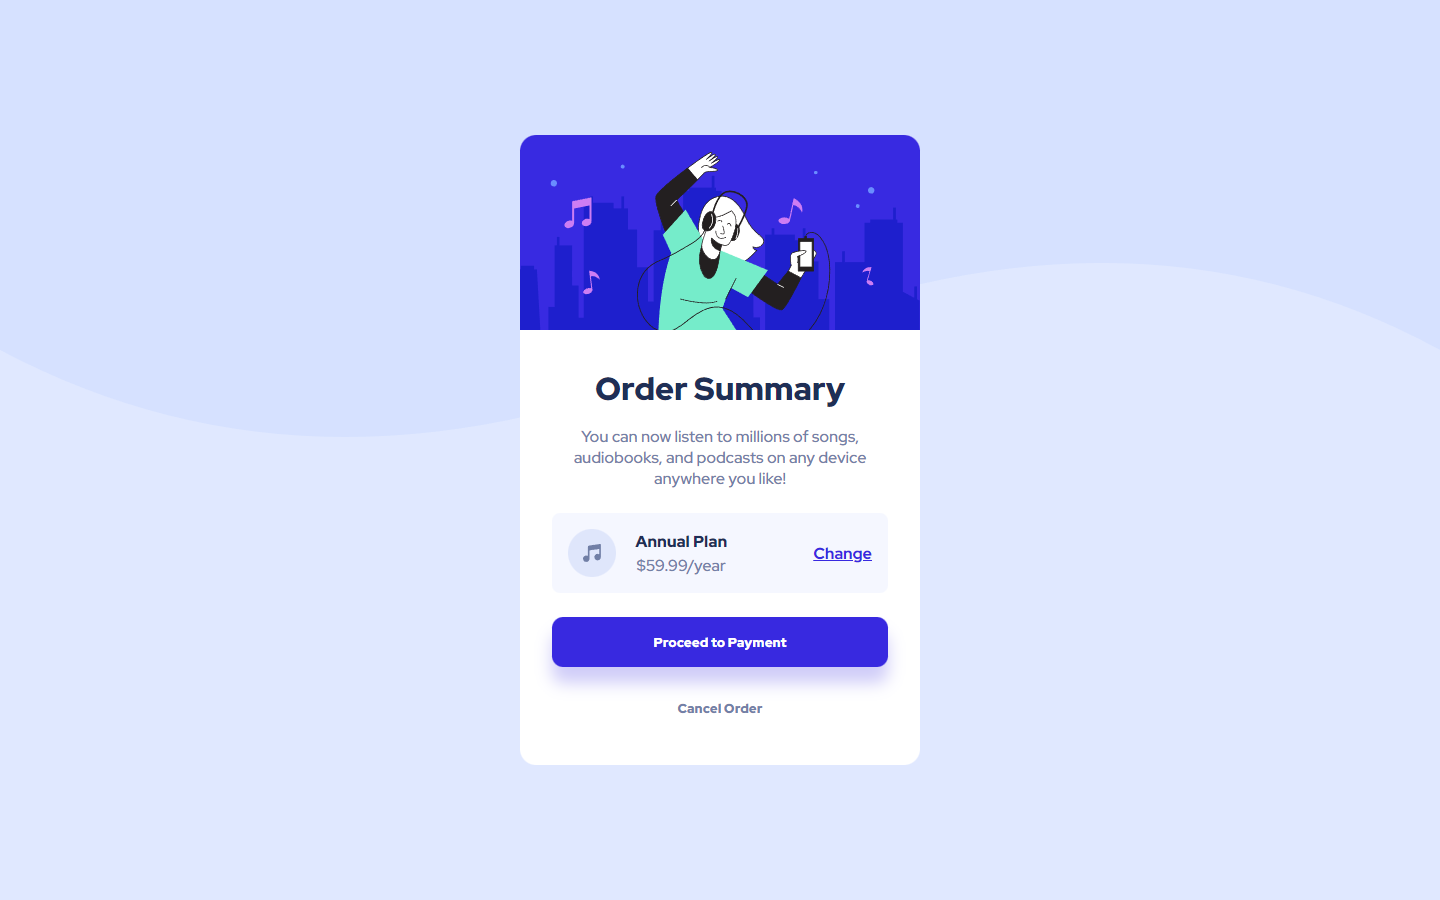 Order Summary
You can now listen to millions of songs,
audiobooks, and podcasts on any device
anywhere you like!
Annual Plan
$59.99/year
Change
Proceed to Payment
Cancel Order